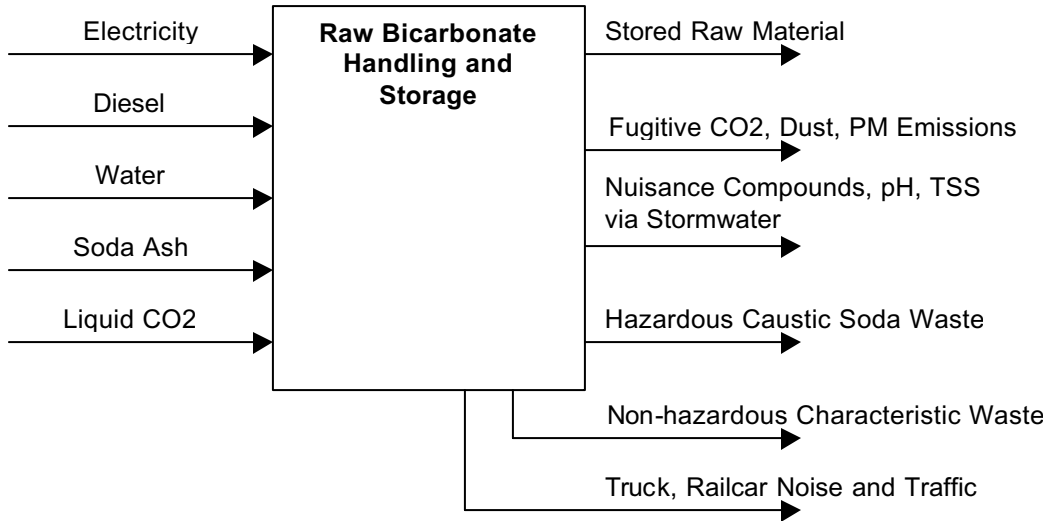 Electricity
Diesel
Water
Soda Ash
Liquid CO2
Raw Bicarbonate
Handling and
Storage
Stored Raw Material
Fugitive CO2, Dust, PM Emissions
Nuisance Compounds, pH, TSS
via Stormwater
Hazardous Caustic Soda Waste
Non-hazardous Characteristic Waste
Truck, Railcar Noise and Traffic